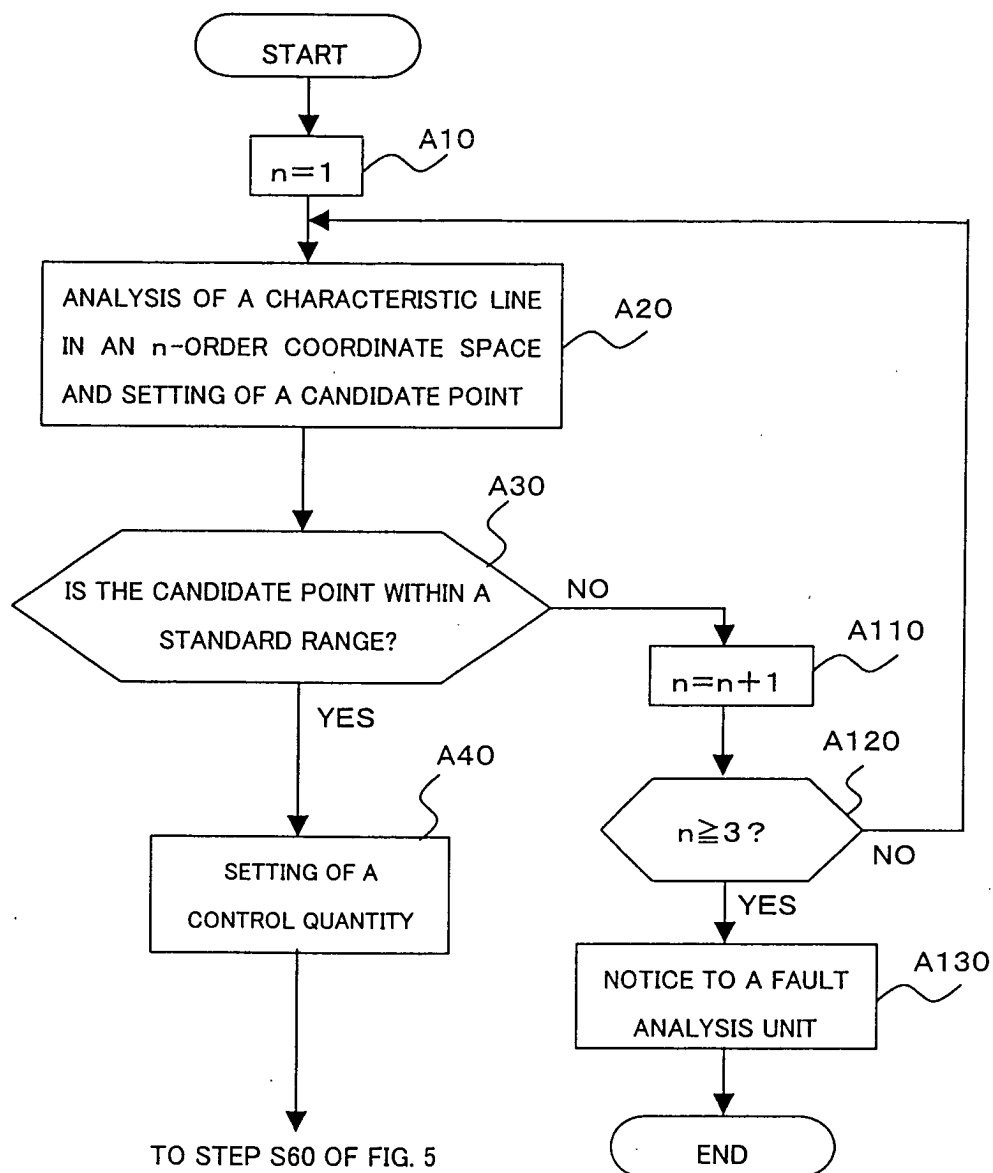 START
A10
n=1
ANALYSIS OF A CHARACTERISTIC LINE
IN AN n-ORDER COORDINATE SPACE
AND SETTING OF A CANDIDATE POINT
A20
A30
IS THE CANDIDATE POINT WITHIN A
STANDARD RANGE?
NO
YES
A110
n=n+1
A120
n≧3?
NO
YES
A40
SETTING OF A
CONTROL QUANTITY
A130
NOTICE TO A FAULT
ANALYSIS UNIT
TO STEP S60 OF FIG. 5
END